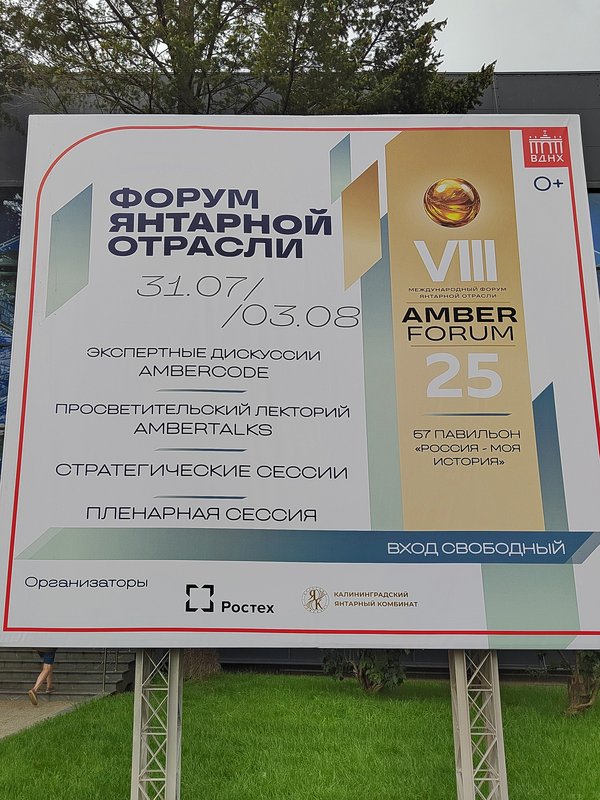 ВДНХ
0+
ФОРУМ
ЯНТАРНОЙ
ОТРАСЛИ
31.07/
/03.08
ЭКСПЕРТНЫЕ ДИСКУССИИ
AMBERCODE
ПРОСВЕТИТЕЛЬСКИЙ ЛЕКТОРИЙ
AMBERTALKS
СТРАТЕГИЧЕСКИЕ СЕССИИ
ПЛЕНАРНАЯ СЕССИЯ
VIII
МЕЖДУНАРОДНЫЙ ФОРУМ
ЯНТАРНОЙ ОТРАСЛИ
AMBER
FORUM
25
57 ПАВИЛЬОН
«РОССИЯ - МОЯ
ИСТОРИЯ»
ВХОД СВОБОДНЫЙ
Организаторы
Ростех
ЯК
КАЛИНИНГРАДСКИЙ
ЯНТАРНЫЙ КОМБИНАТ